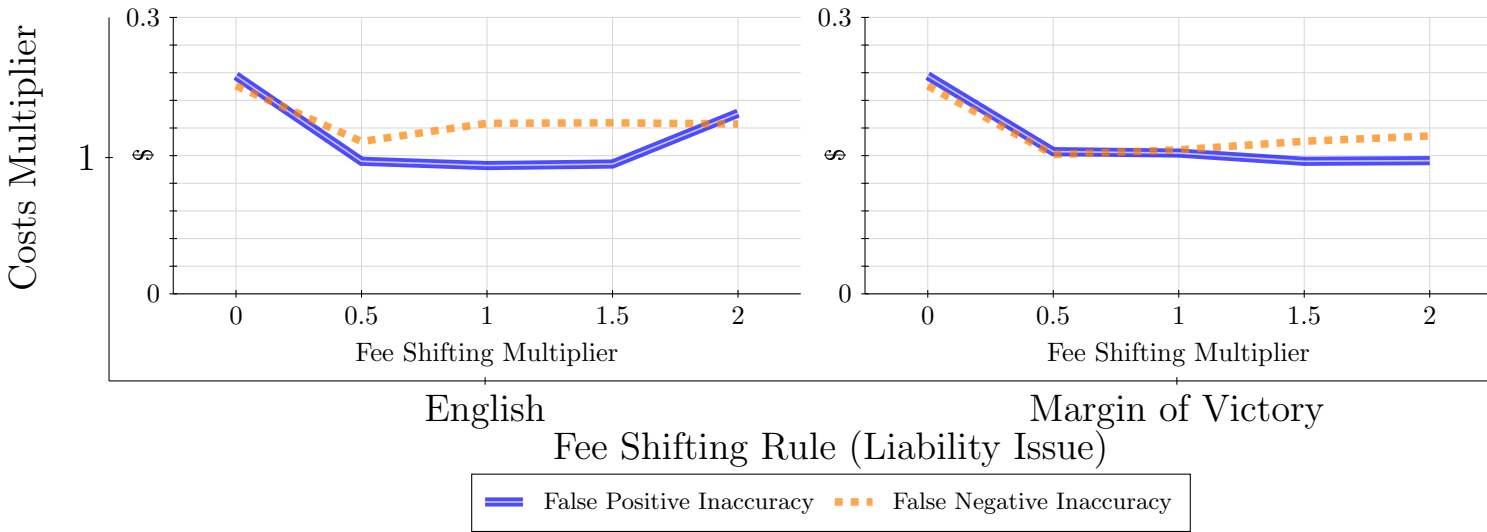 Costs Multiplier
1
0.3
$
0
0 0.5 1 1.5 2
Fee Shifting Multiplier
English
0.3
$
0
0 0.5 1 1.5 2
Fee Shifting Multiplier
Margin of Victory
Fee Shifting Rule (Liability Issue)
False Positive Inaccuracy False Negative Inaccuracy